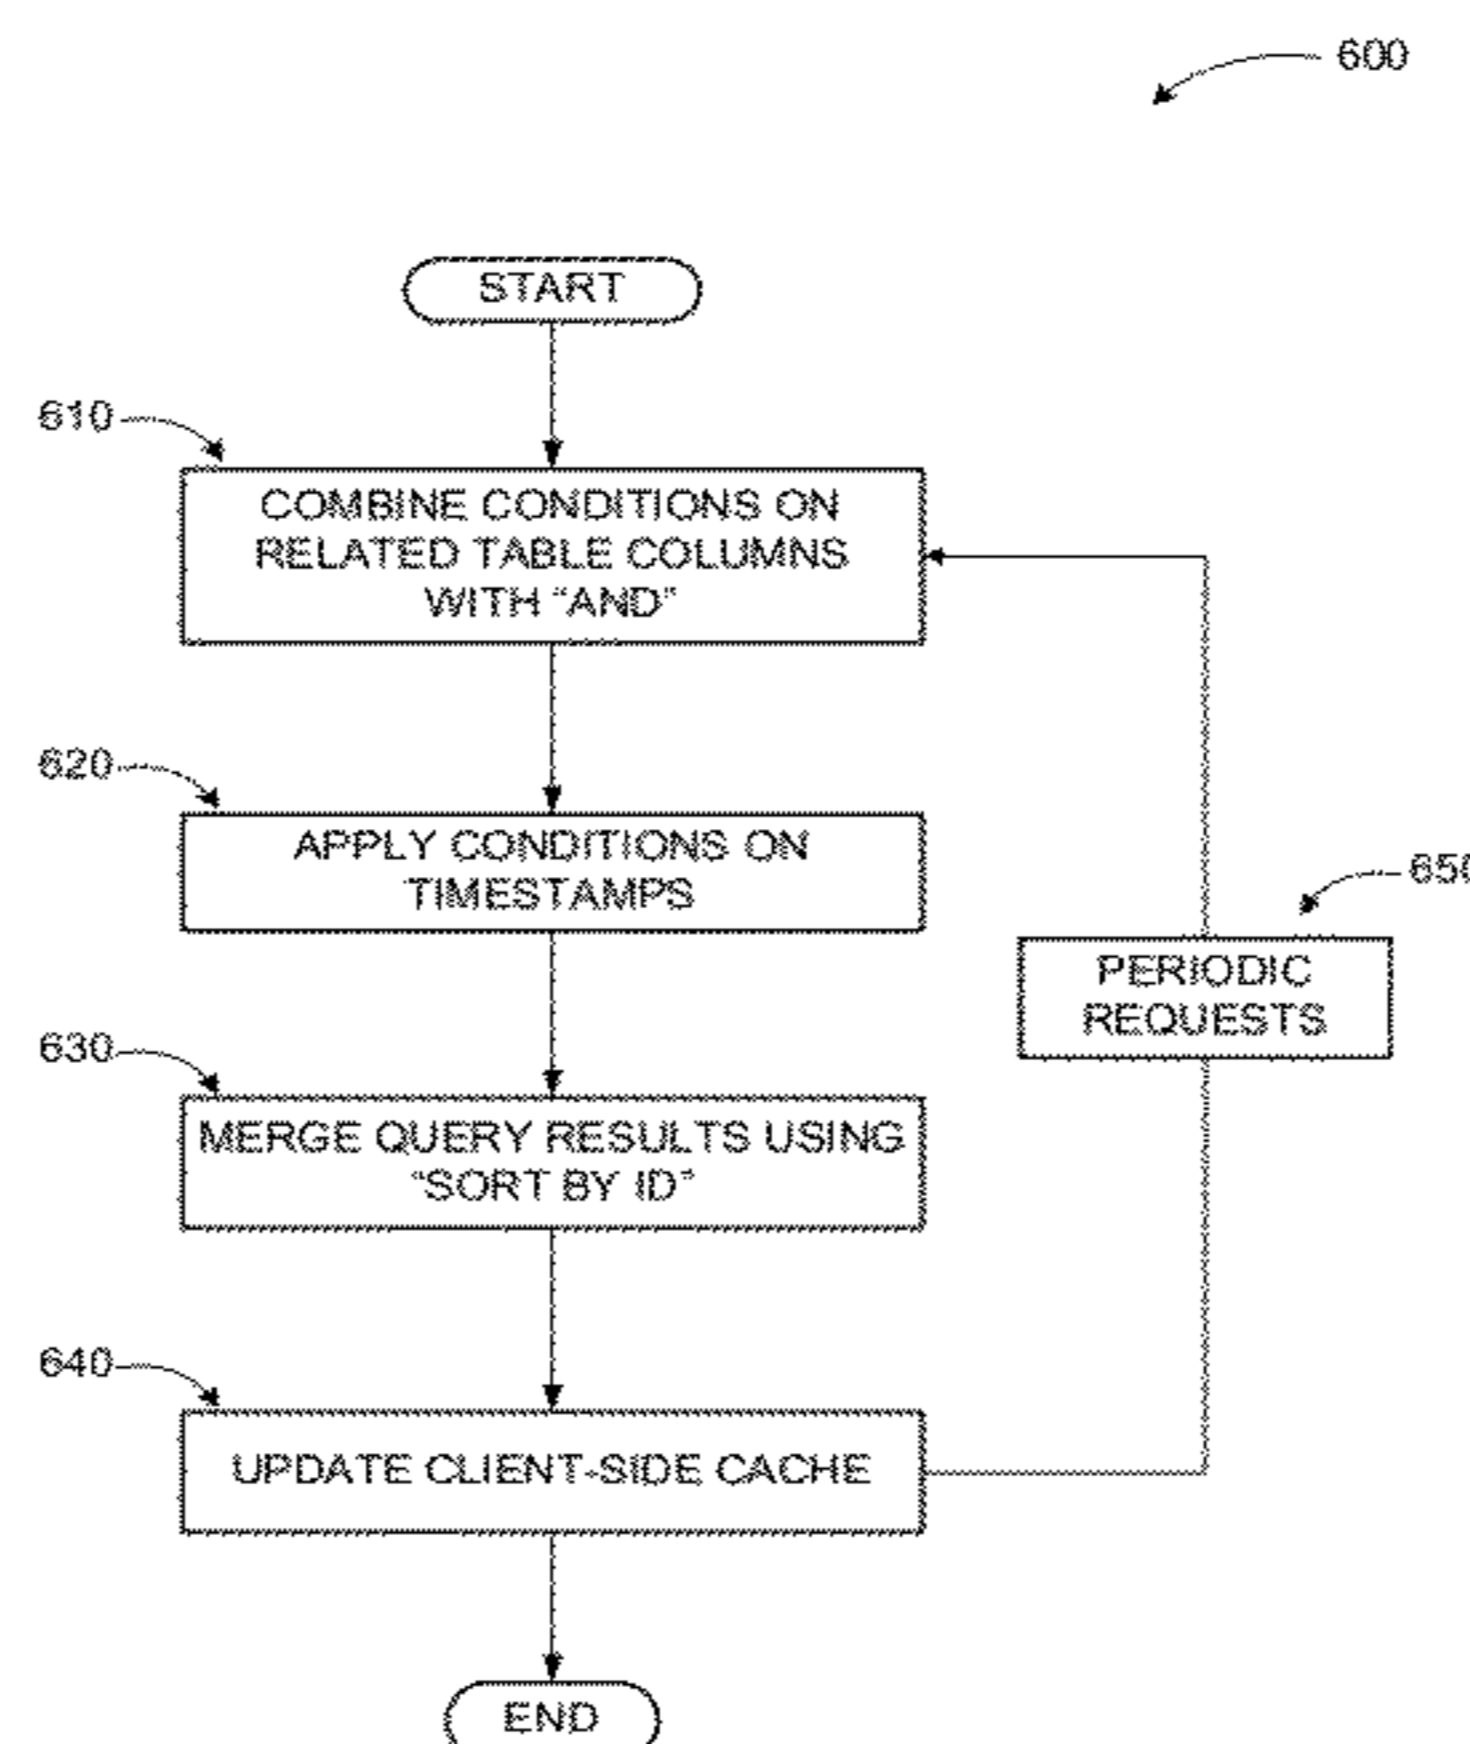 600
START
610
COMBINE CONDITIONS ON
RELATED TABLE COLUMNS
WITH “AND”
620
APPLY CONDITIONS ON
TIMESTAMPS
650
PERIODIC
REQUESTS
630
MERGE QUERY RESULTS USING
“SORT BY ID”
640
UPDATE CLIENT-SIDE CACHE
END